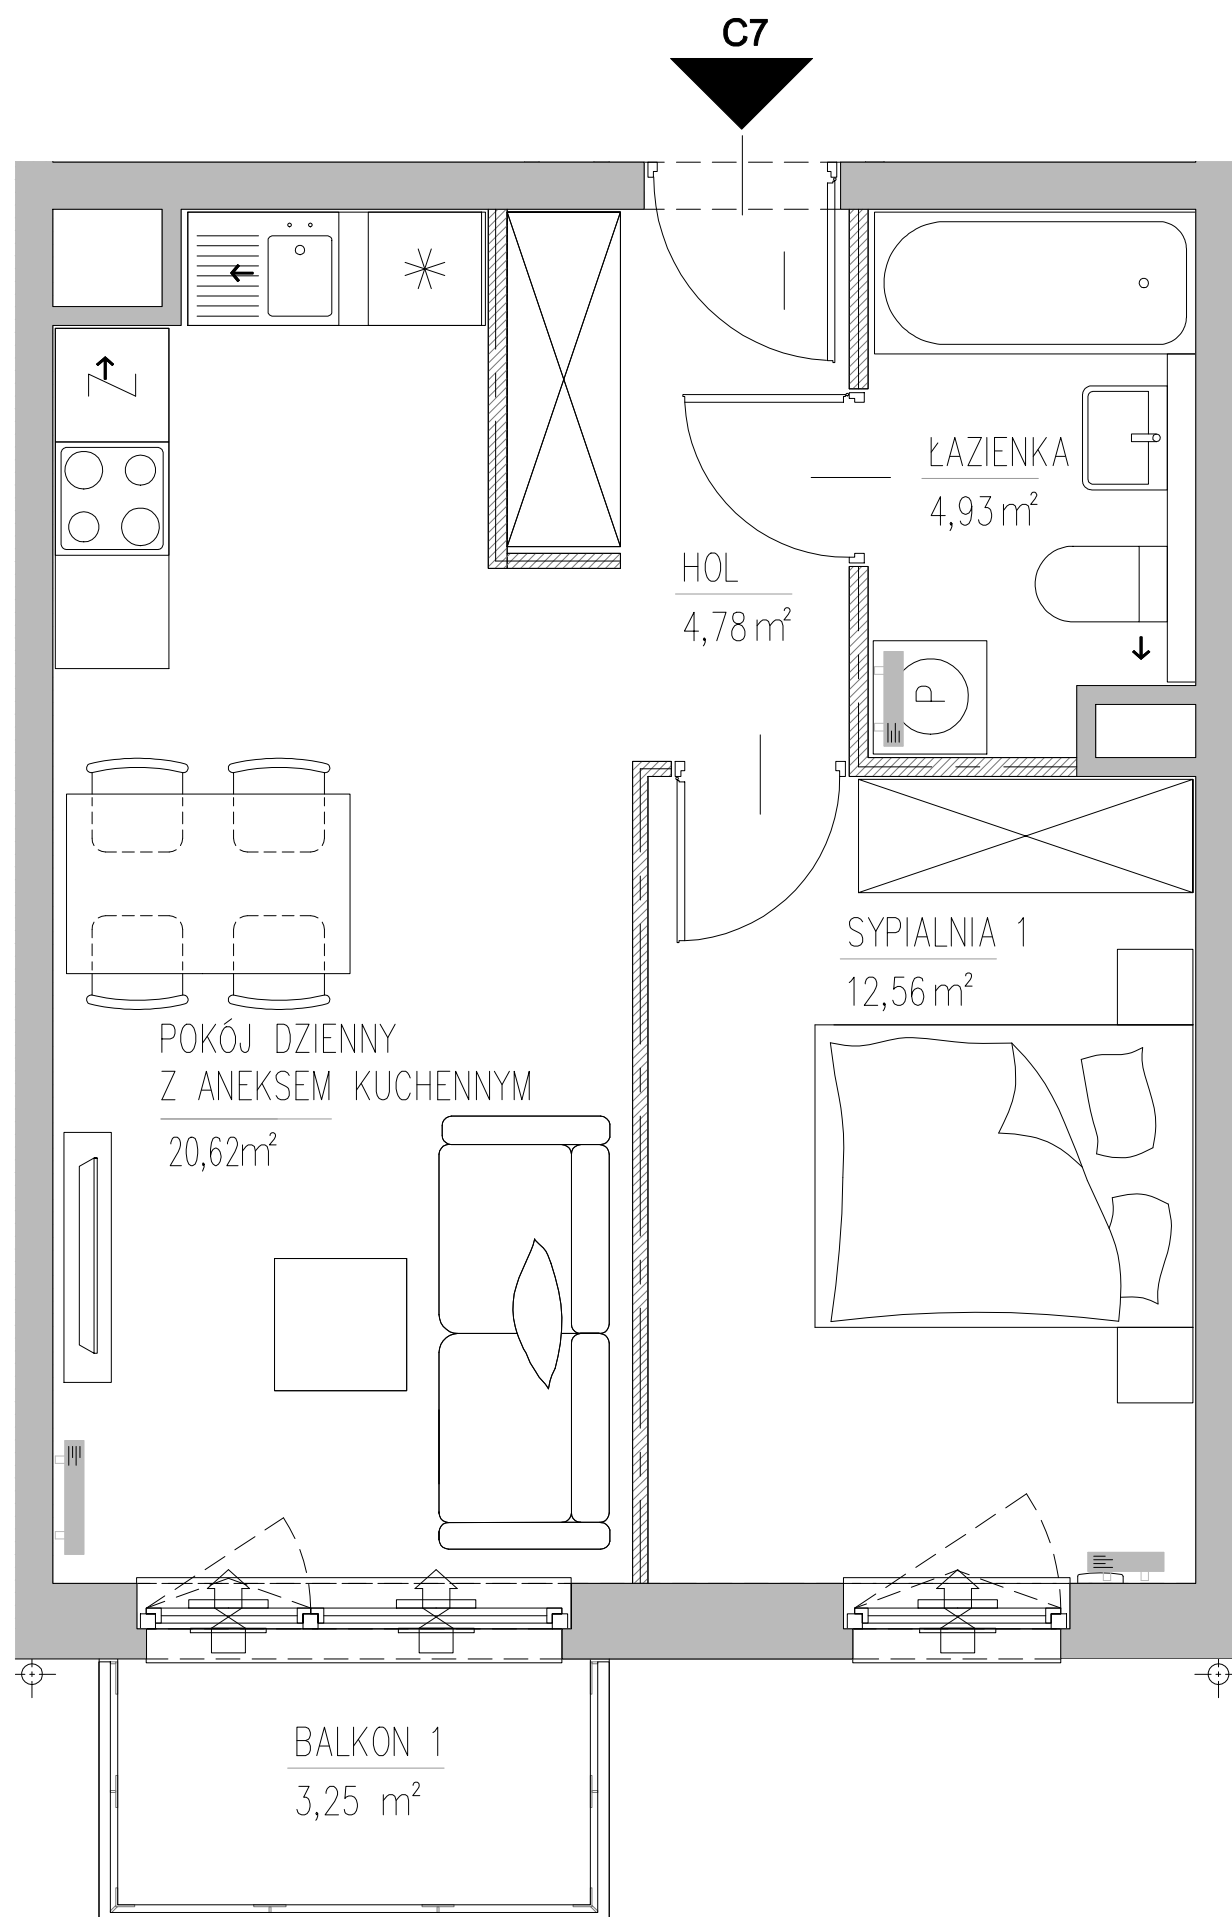 C7
ŁAZIENKA
4,93 m²
HOL
4,78 m²
P
SYPIALNIA 1
12,56 m²
POKÓJ DZIENNY
Z ANEKSEM KUCHENNYM
20,62m²
BALKON 1
3,25 m²